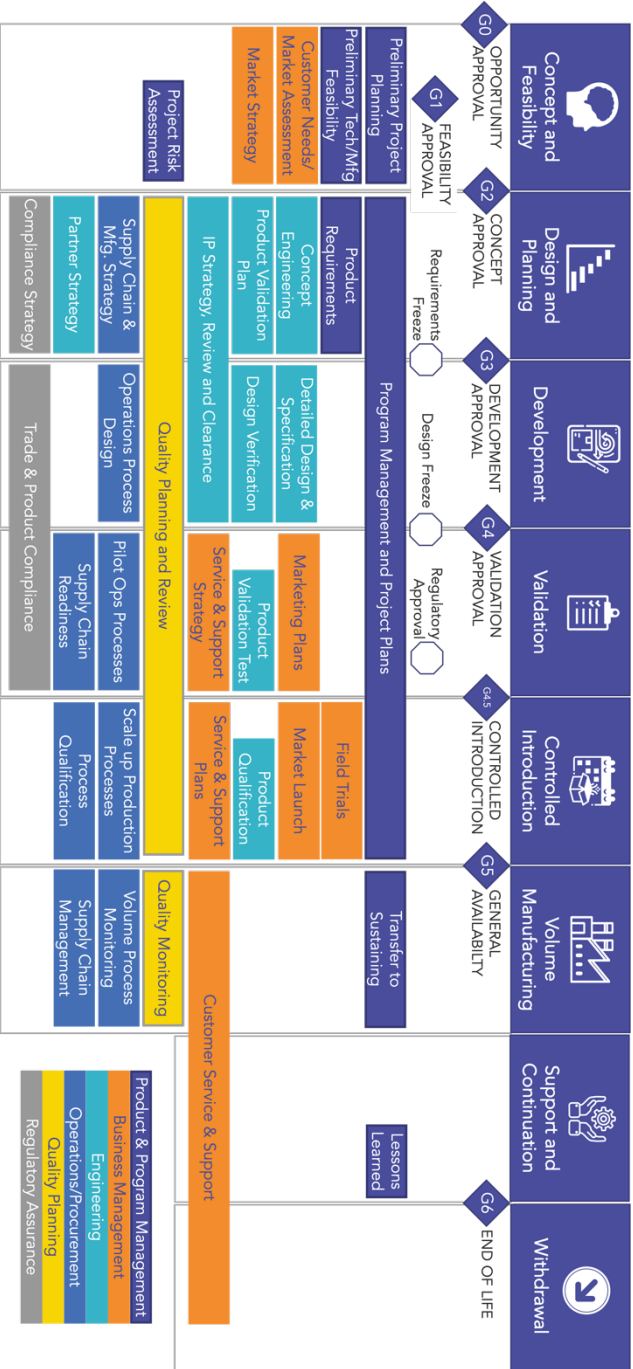 Concept and
Feasibility
Design and
Planning
Development
Validation
Controlled
Introduction
Volume
Manufacturing
Support and
Continuation
Withdrawal
G0
OPPORTUNITY
APPROVAL
G1
FEASIBILITY
APPROVAL
G2
CONCEPT
APPROVAL
G3
DEVELOPMENT
APPROVAL
G4
VALIDATION
APPROVAL
G4.5
CONTROLLED
INTRODUCTION
G5
GENERAL
AVAILABILTY
G6
END OF LIFE
Requirements
Freeze
Design Freeze
Regulatory
Approval
Preliminary Project
Planning
Program Management and Project Plans
Transfer to
Sustaining
Lessons
Learned
Preliminary Tech/Mfg
Feasibility
Product
Requirements
Field Trials
Customer Needs/
Market Assessment
Concept
Engineering
Detailed Design &
Specification
Marketing Plans
Market Launch
Market Strategy
Product Validation
Plan
Design Verification
Product
Validation Test
Product
Qualification
IP Strategy, Review and Clearance
Service & Support
Strategy
Service & Support
Plans
Customer Service & Support
Project Risk
Assessment
Quality Planning and Review
Quality Monitoring
Supply Chain &
Mfg. Strategy
Operations Process
Design
Pilot Ops Processes
Scale up Production
Processes
Volume Process
Monitoring
Partner Strategy
Supply Chain
Readiness
Process
Qualification
Supply Chain
Management
Compliance Strategy
Trade & Product Compliance
Product & Program Management
Business Management
Engineering
Operations/Procurement
Quality Planning
Regulatory Assurance